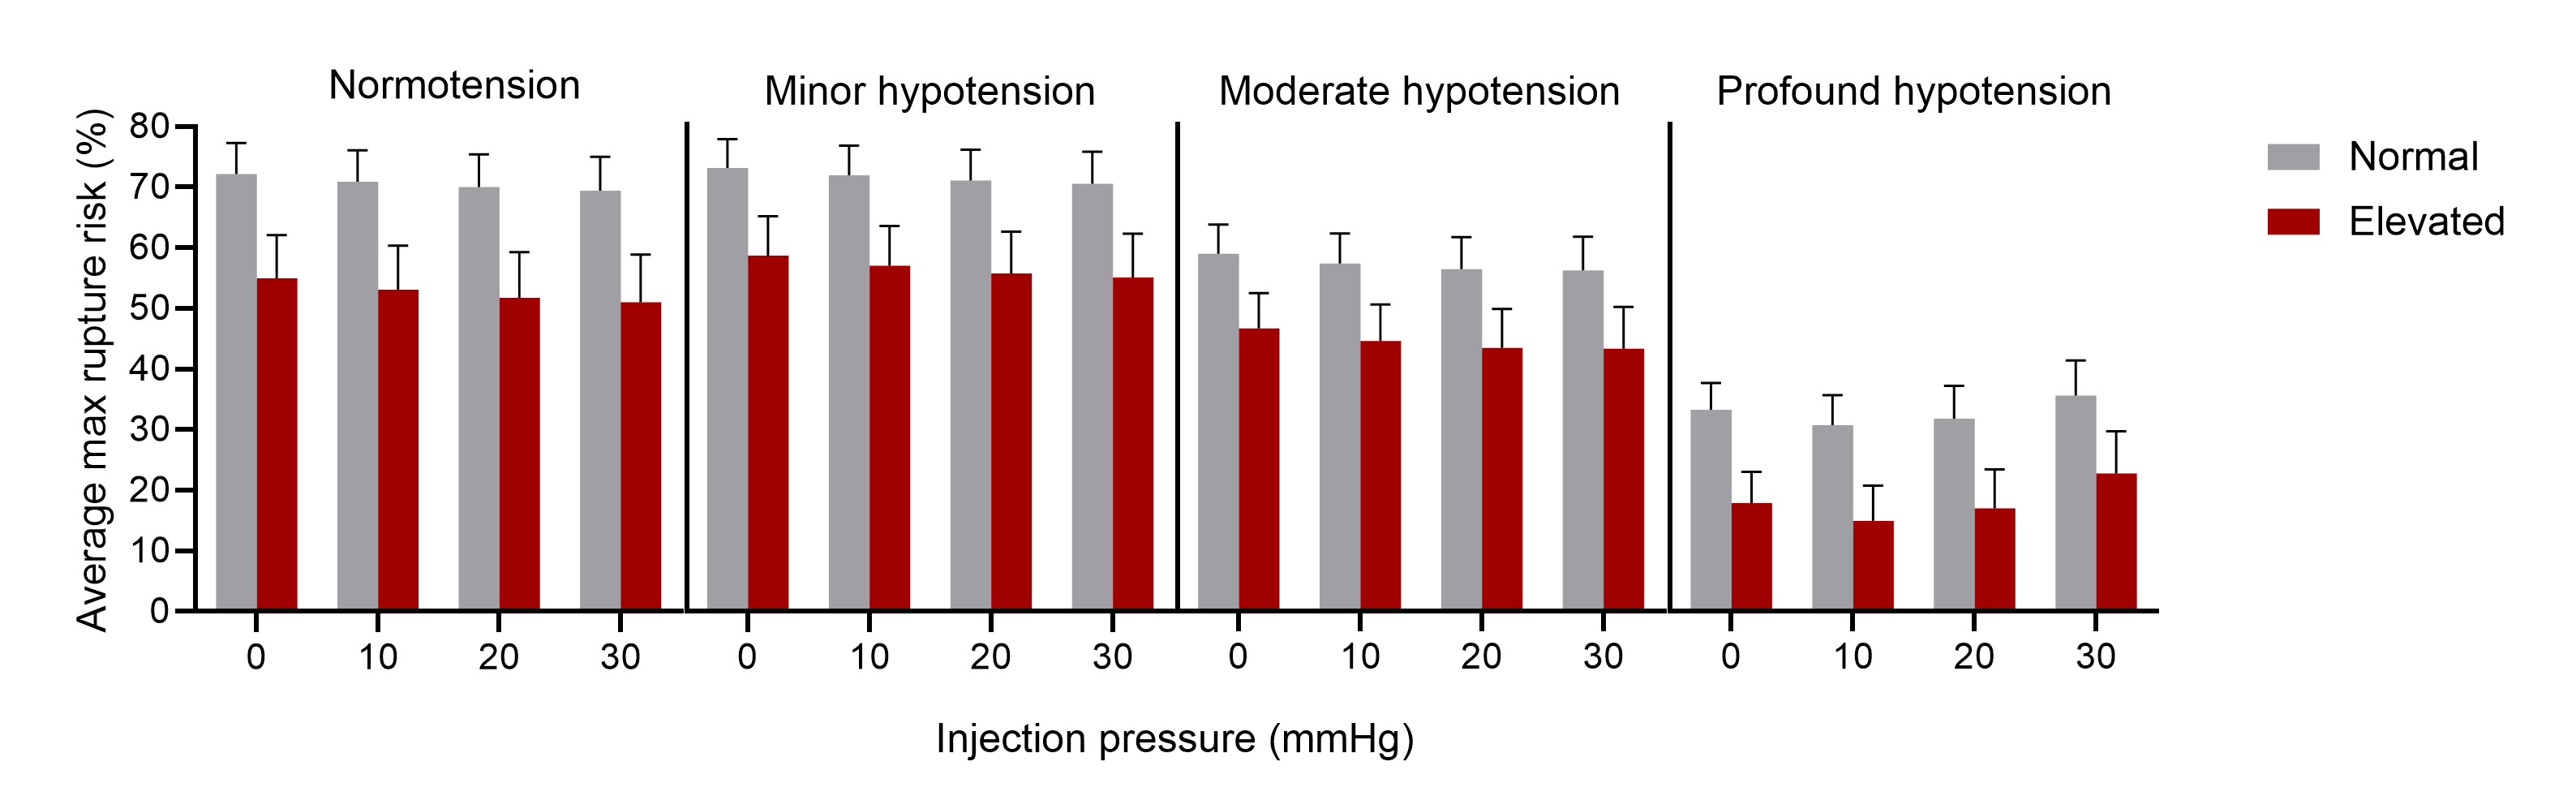 Normotension
Minor hypotension
Moderate hypotension
Profound hypotension
Average max rupture risk (%)
80
70
60
50
40
30
20
10
0
0 10 20 30 0 10 20 30 0 10 20 30 0 10 20 30
Injection pressure (mmHg)
Normal
Elevated